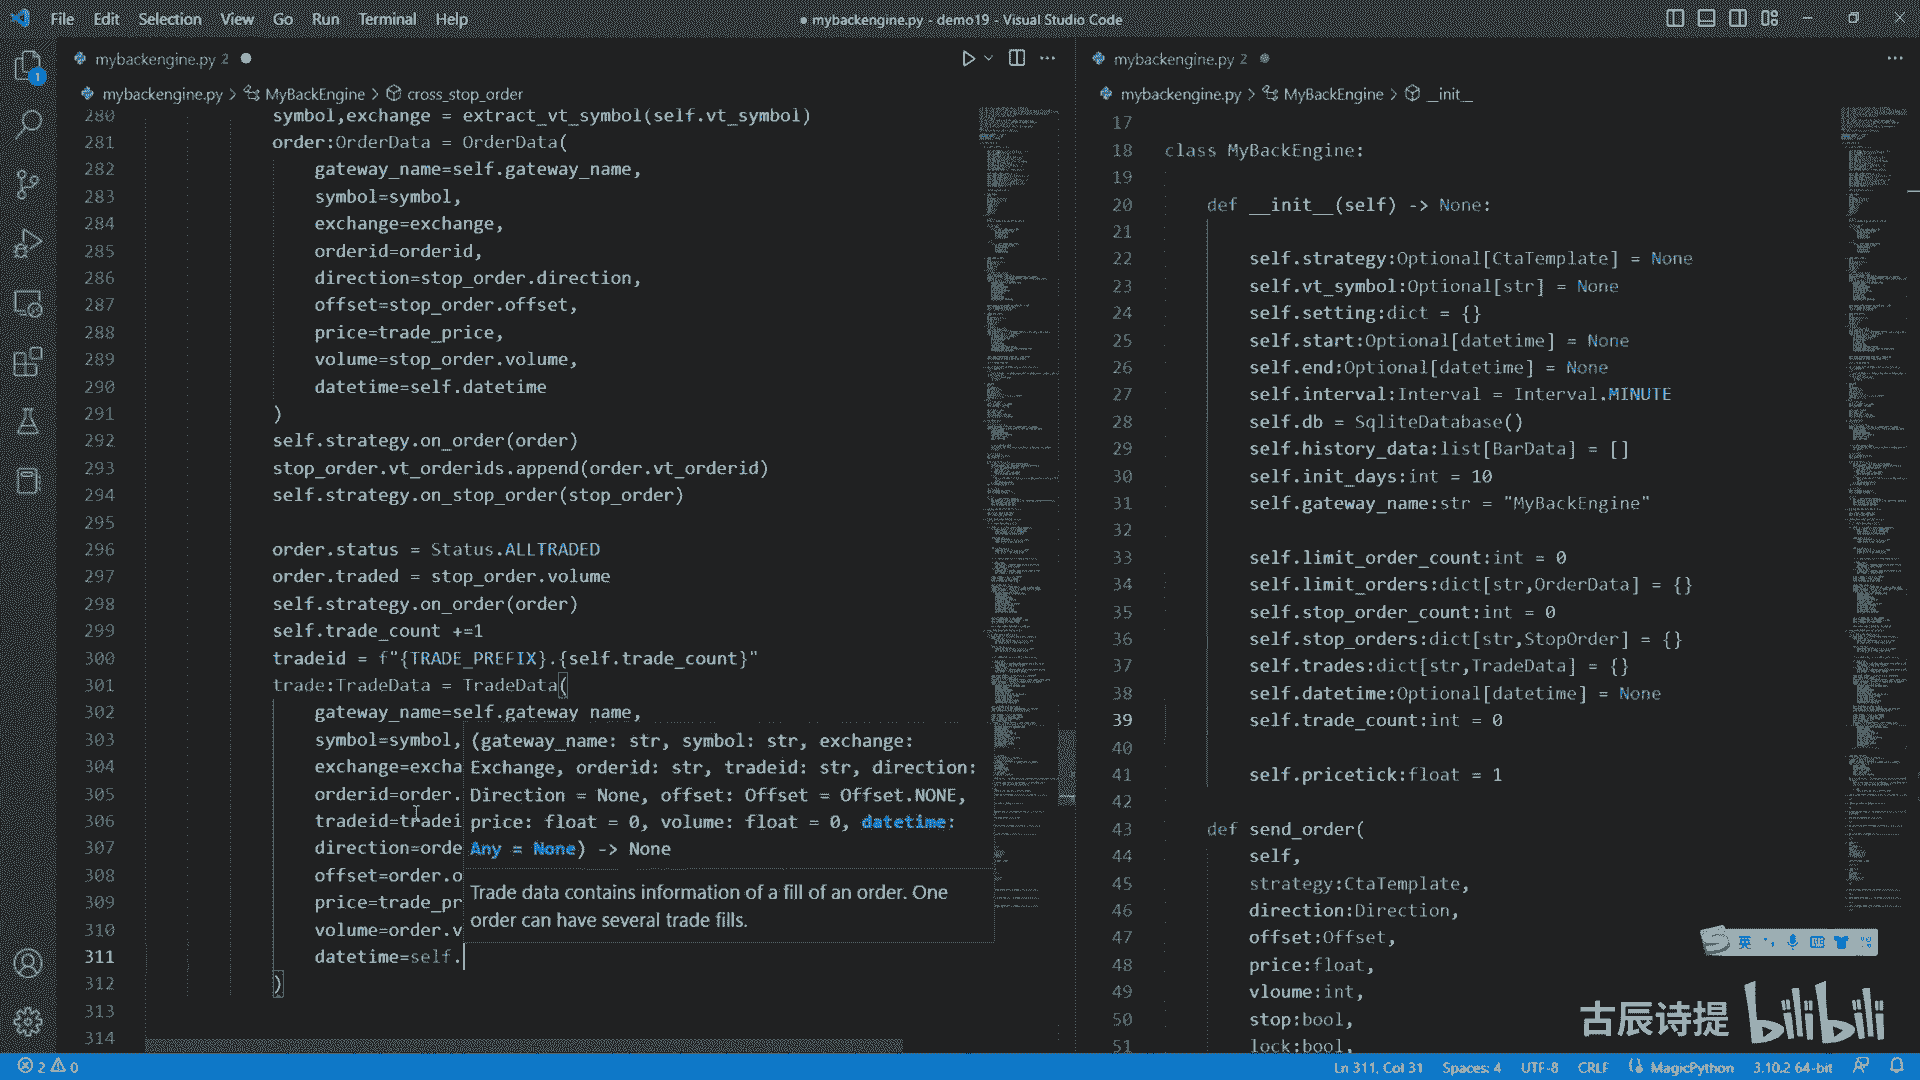 File Edit Selection View Go Run Terminal Help
● mybackengine.py - demo19 - Visual Studio Code
mybackengine.py 2 ●
mybackengine.py > MyBackEngine > cross_stop_order
280 symbol,exchange = extract_vt_symbol(self.vt_symbol)
281 order:OrderData = OrderData(
282 gateway_name=self.gateway_name,
283 symbol=symbol,
284 exchange=exchange,
285 orderid=orderid,
286 direction=stop_order.direction,
287 offset=stop_order.offset,
288 price=trade_price,
289 volume=stop_order.volume,
290 datetime=self.datetime
291 )
292 self.strategy.on_order(order)
293 stop_order.vt_orderids.append(order.vt_orderid)
294 self.strategy.on_stop_order(stop_order)
295
296 order.status = Status.ALLTRADED
297 order.traded = stop_order.volume
298 self.strategy.on_order(order)
299 self.trade_count +=1
300 tradeid = f"{TRADE_PREFIX}.{self.trade_count}"
301 trade:TradeData = TradeData(
302 gateway_name=self.gateway_name,
303 symbol=symbol,
304 exchange=excha
305 orderid=order.
306 tradeid=tradei
307 direction=orde
308 offset=order.o
309 price=trade_pr
310 volume=order.v
311 datetime=self.
312 )
313
314
(gateway_name: str, symbol: str, exchange:
Exchange, orderid: str, tradeid: str, direction:
Direction = None, offset: Offset = Offset.NONE,
price: float = 0, volume: float = 0, datetime:
Any = None) -> None
Trade data contains information of a fill of an order. One
order can have several trade fills.
mybackengine.py 2 ●
mybackengine.py > MyBackEngine > __init__
17
18 class MyBackEngine:
19
20 def __init__(self) -> None:
21
22 self.strategy:Optional[CtaTemplate] = None
23 self.vt_symbol:Optional[str] = None
24 self.setting:dict = {}
25 self.start:Optional[datetime] = None
26 self.end:Optional[datetime] = None
27 self.interval:Interval = Interval.MINUTE
28 self.db = SqliteDatabase()
29 self.history_data:list[BarData] = []
30 self.init_days:int = 10
31 self.gateway_name:str = "MyBackEngine"
32
33 self.limit_order_count:int = 0
34 self.limit_orders:dict[str,OrderData] = {}
35 self.stop_order_count:int = 0
36 self.stop_orders:dict[str,StopOrder] = {}
37 self.trades:dict[str,TradeData] = {}
38 self.datetime:Optional[datetime] = None
39 self.trade_count:int = 0
40
41 self.pricetick:float = 1
42
43 def send_order(
44 self,
45 strategy:CtaTemplate,
46 direction:Direction,
47 offset:Offset,
48 price:float,
49 vloume:int,
50 stop:bool,
51 lock:bool,
1
英
古辰诗提 bilibili
2 0
Ln 311, Col 31 Spaces: 4 UTF-8 CRLF MagicPython 3.10.2 64-bit